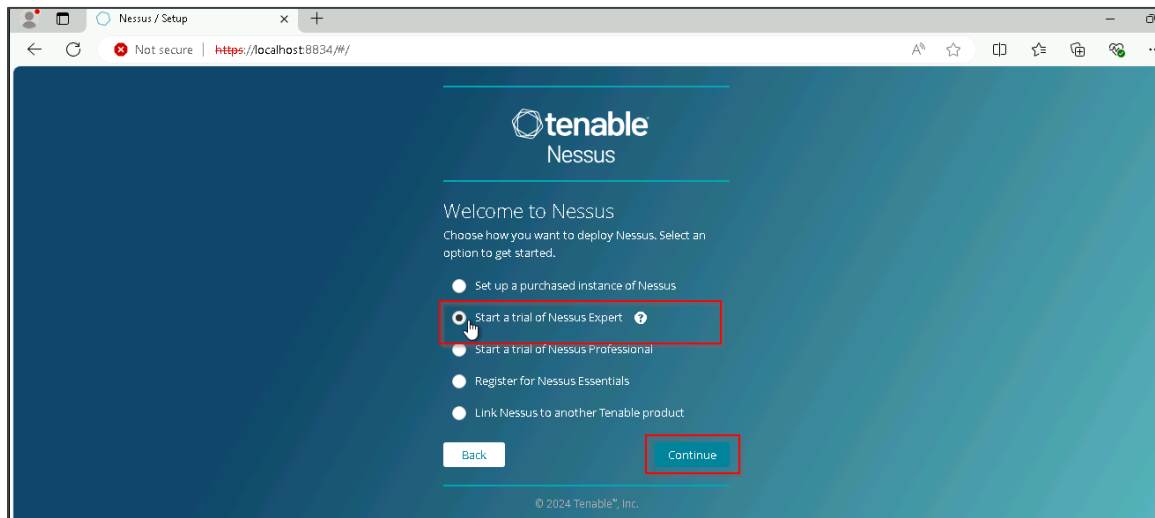 Nessus / Setup
Not secure | https://localhost:8834/#/
tenable
Nessus
Welcome to Nessus
Choose how you want to deploy Nessus. Select an
option to get started.
Set up a purchased instance of Nessus
Start a trial of Nessus Expert ?
Start a trial of Nessus Professional
Register for Nessus Essentials
Link Nessus to another Tenable product
Back Continue
© 2024 Tenable™, Inc.